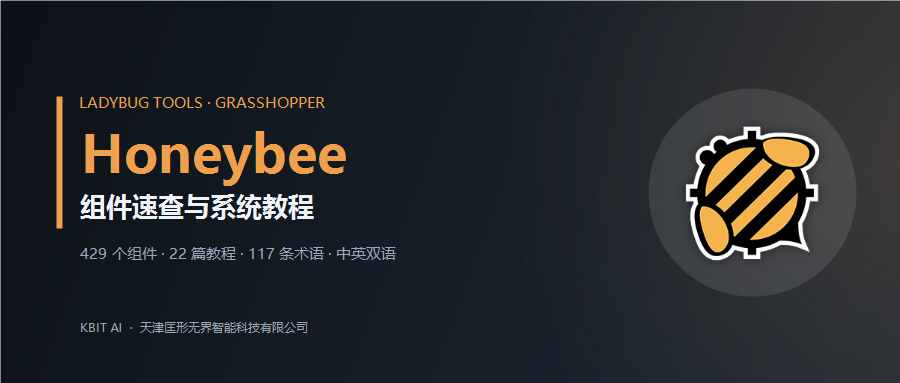 LADYBUG TOOLS · GRASSHOPPER
Honeybee
组件速查与系统教程
429 个组件 · 22 篇教程 · 117 条术语 · 中英双语
KBIT AI · 天津匡形无界智能科技有限公司